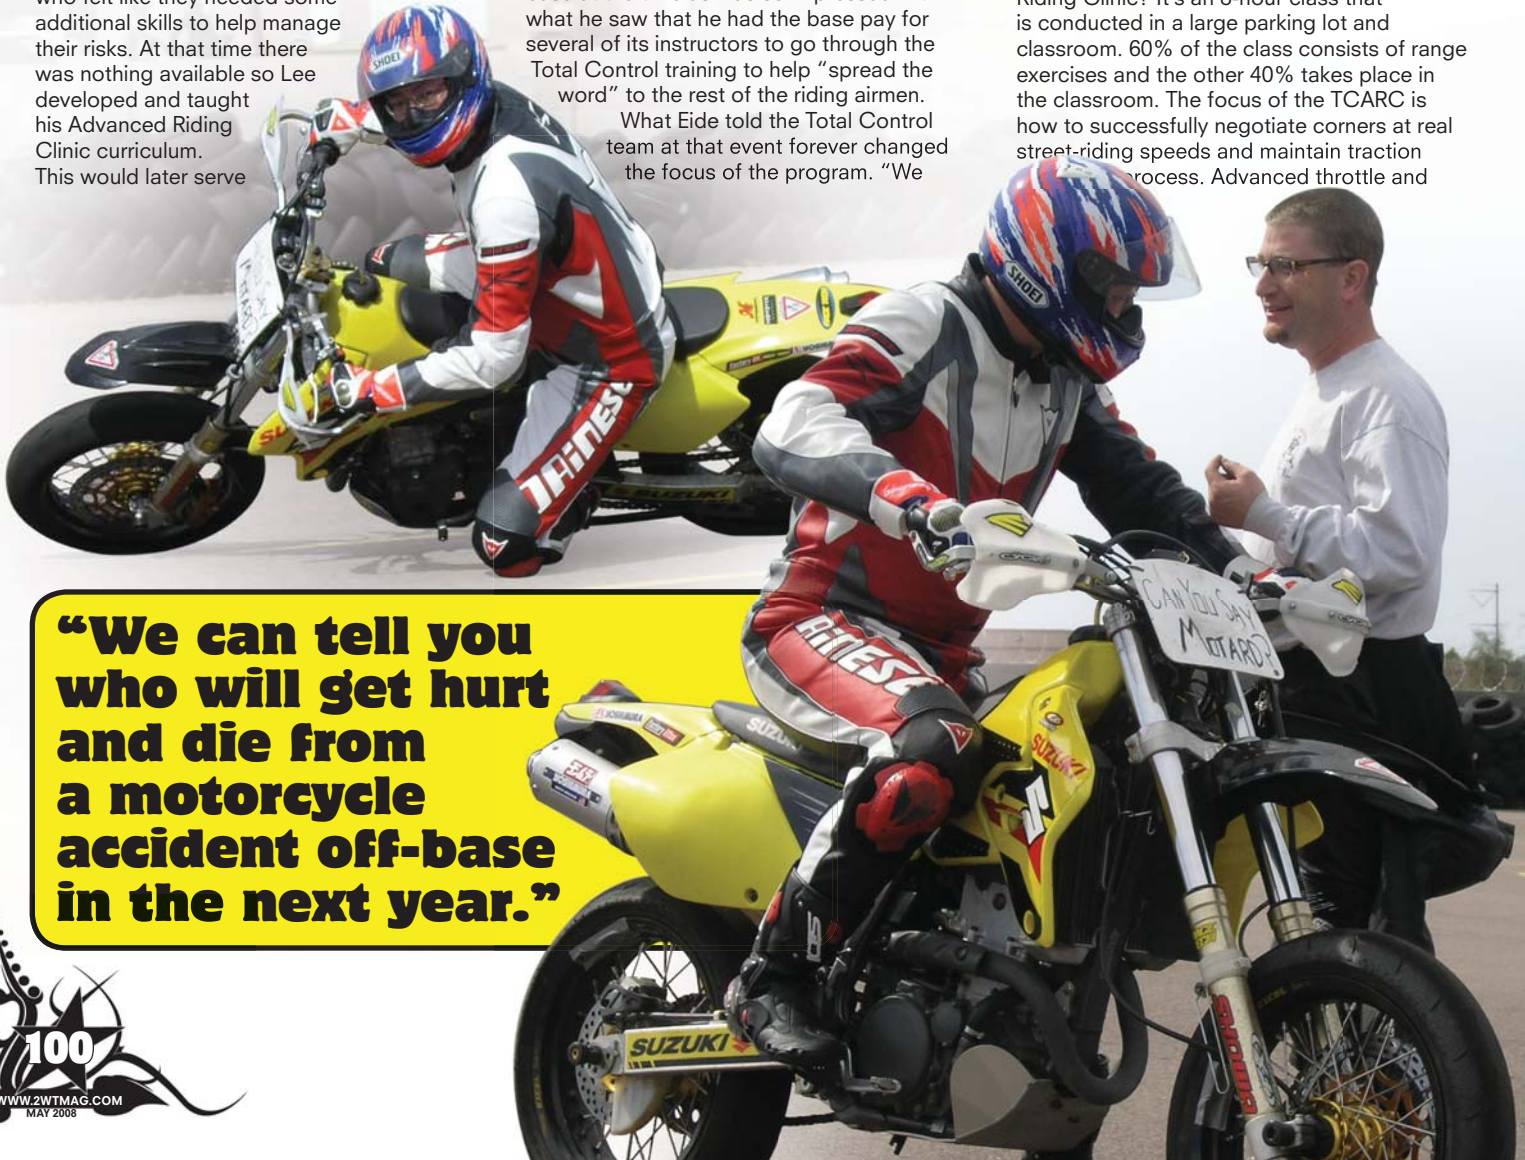 additional skills to help manage
their risks. At that time there
was nothing available so Lee
developed and taught
his Advanced Riding
Clinic curriculum.
This would later serve
what he saw that he had the base pay for
several of its instructors to go through the
Total Control training to help “spread the
word” to the rest of the riding airmen.
What Eide told the Total Control
team at that event forever changed
the focus of the program. “We
is conducted in a large parking lot and
classroom. 60% of the class consists of range
exercises and the other 40% takes place in
the classroom. The focus of the TCARC is
how to successfully negotiate corners at real
street-riding speeds and maintain traction
Advanced throttle and
SHOEI
SUZUKI
SHOEI
CAN YOU SAY
MOTARD?
“We can tell you
who will get hurt
and die from
a motorcycle
accident off-base
in the next year.”
YOSHIMURA
SUZUKI
SUZUKI
SHOWA
100
WWW.2WTMAG.COM
MAY 2008